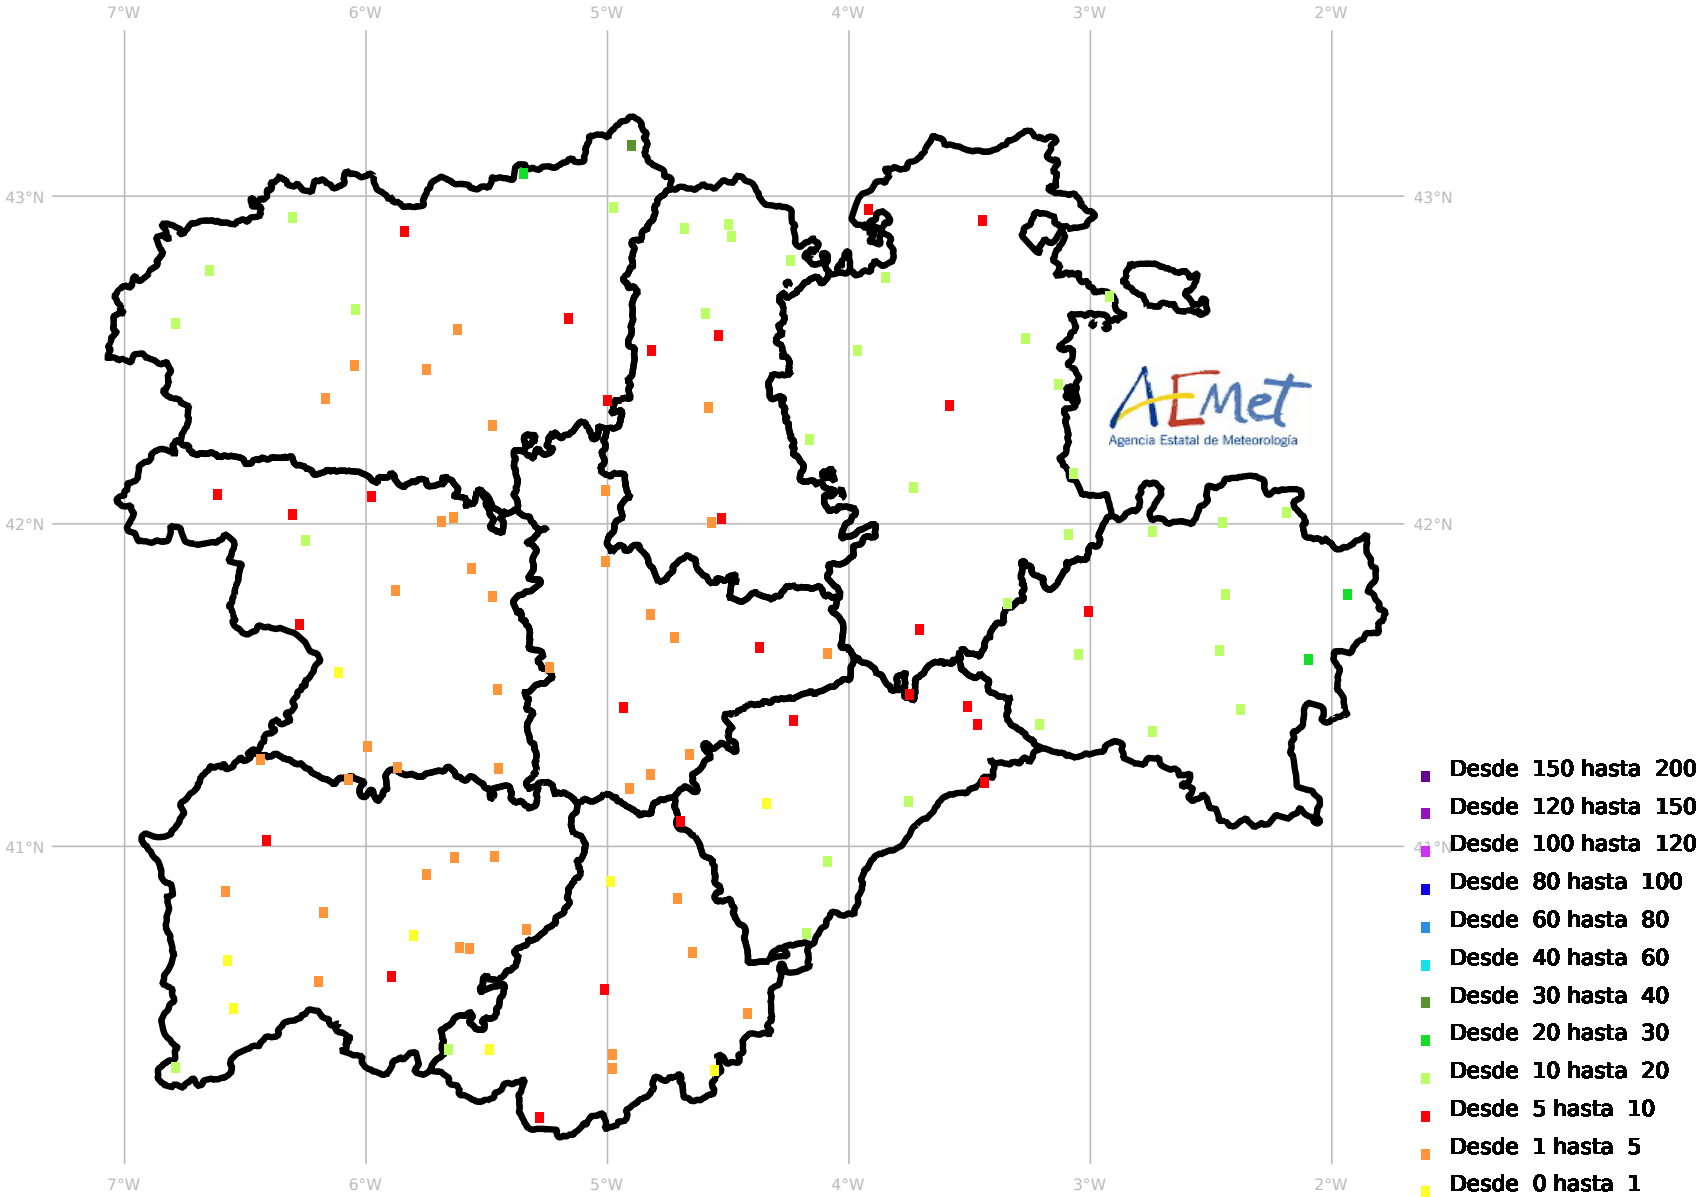 7°W 6°W 5°W 4°W 3°W 2°W
43°N 43°N
AEMet
Agencia Estatal de Meteorología
42°N 42°N
Desde 150 hasta 200
Desde 120 hasta 150
41°N 41°N
Desde 100 hasta 120
Desde 80 hasta 100
Desde 60 hasta 80
Desde 40 hasta 60
Desde 30 hasta 40
Desde 20 hasta 30
Desde 10 hasta 20
Desde 5 hasta 10
Desde 1 hasta 5
Desde 0 hasta 1
7°W 6°W 5°W 4°W 3°W 2°W